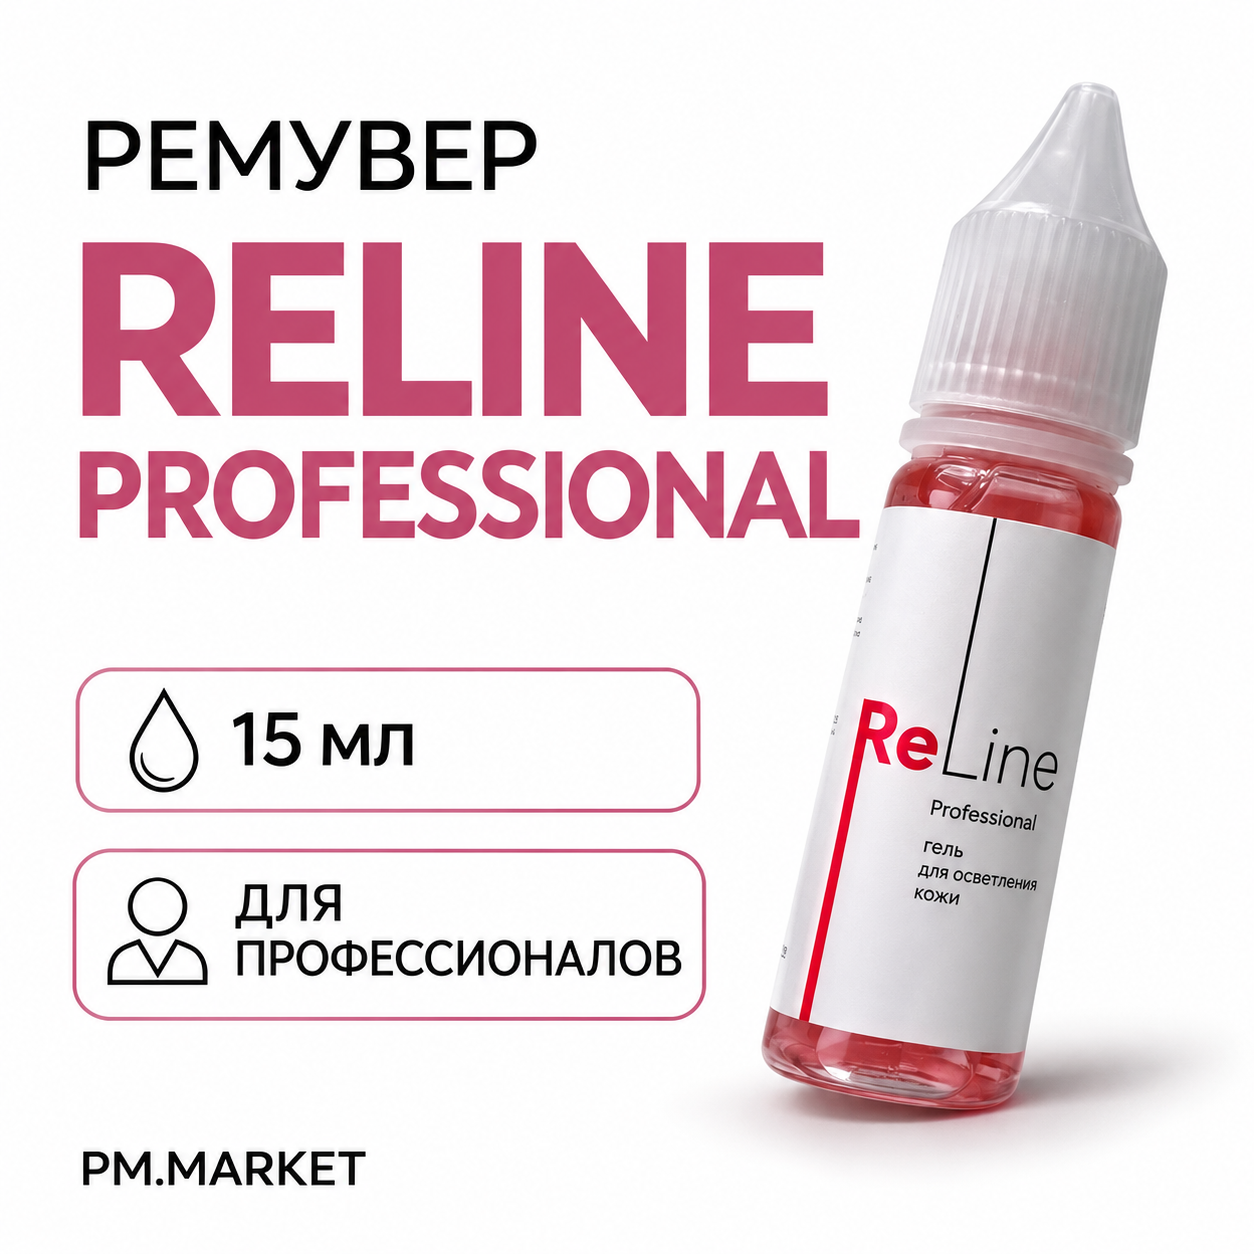 РЕМУВЕР
RELINE
PROFESSIONAL
15 мл
ДЛЯ
ПРОФЕССИОНАЛОВ
PM.MARKET
ReLine
Professional
гель
для осветления
кожи